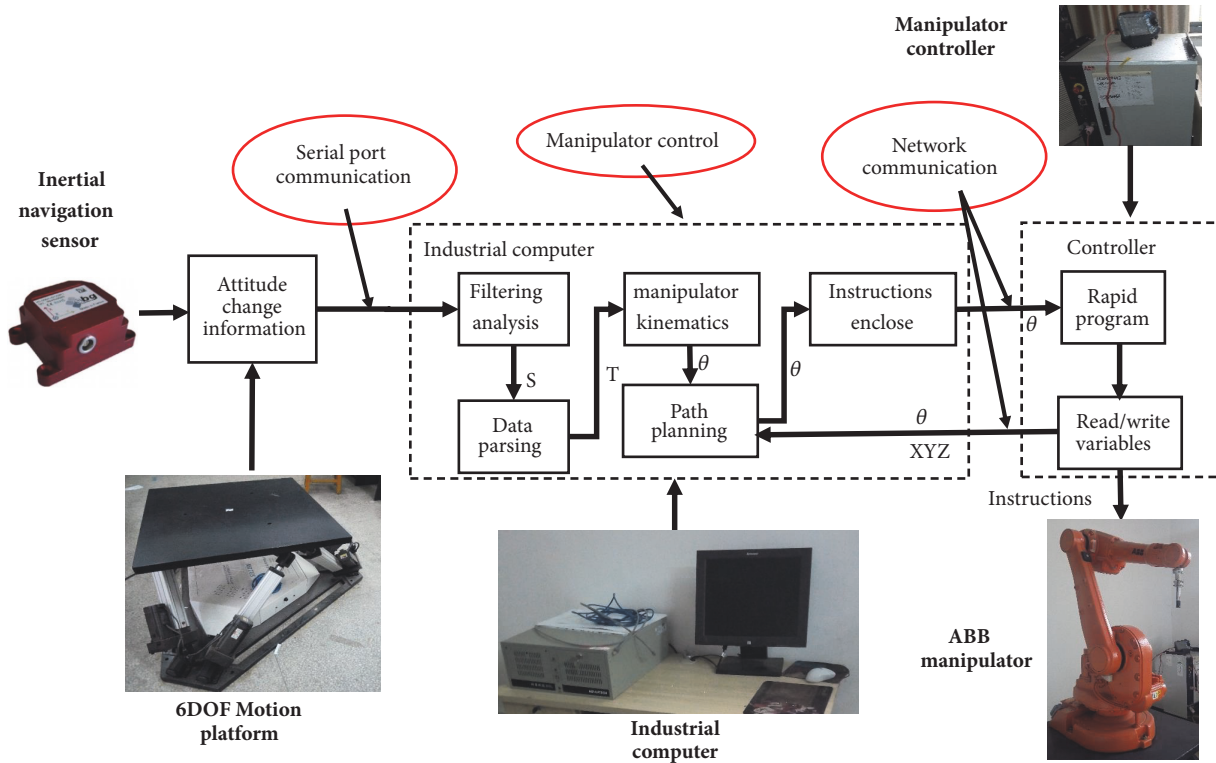 Manipulator
controller
Serial port
communication
Manipulator control
Network
communication
Inertial
navigation
sensor
Industrial computer
Controller
Attitude
change
information
Filtering
analysis
manipulator
kinematics
Instructions
enclose
θ
Rapid
program
S
T
θ
θ
Data
parsing
Path
planning
θ
XYZ
Read/write
variables
Instructions
ABB
manipulator
6DOF Motion
platform
Industrial
computer